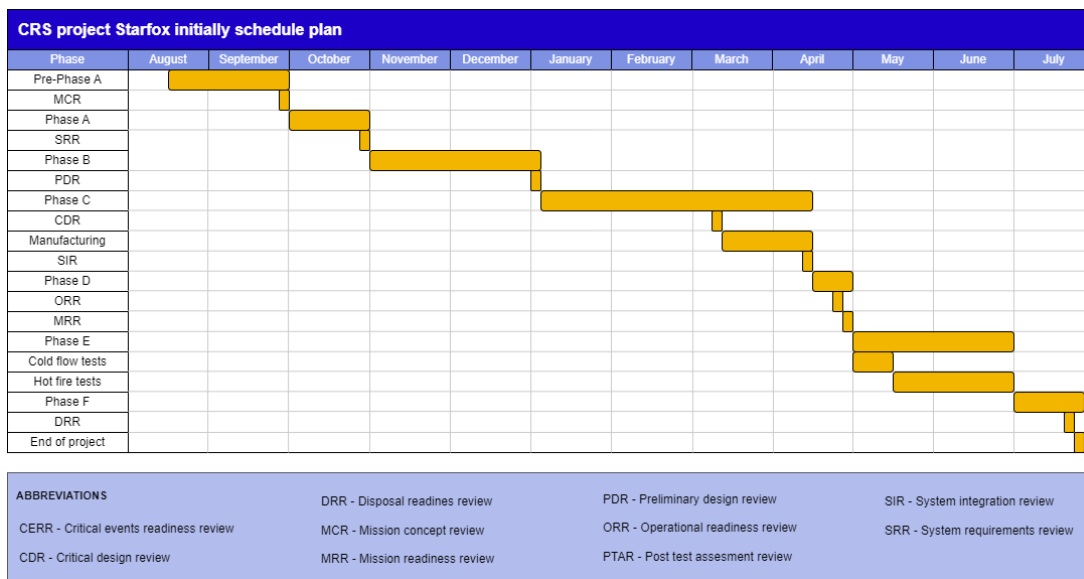 CRS project Starfox initially schedule plan
Phase August September October November December January February March April May June July
Pre-Phase A
MCR
Phase A
SRR
Phase B
PDR
Phase C
CDR
Manufacturing
SIR
Phase D
ORR
MRR
Phase E
Cold flow tests
Hot fire tests
Phase F
DRR
End of project
ABBREVIATIONS
CERR - Critical events readiness review
CDR - Critical design review
DRR - Disposal readines review
MCR - Mission concept review
MRR - Mission readiness review
PDR - Preliminary design review
ORR - Operational readiness review
PTAR - Post test assesment review
SIR - System integration review
SRR - System requirements review